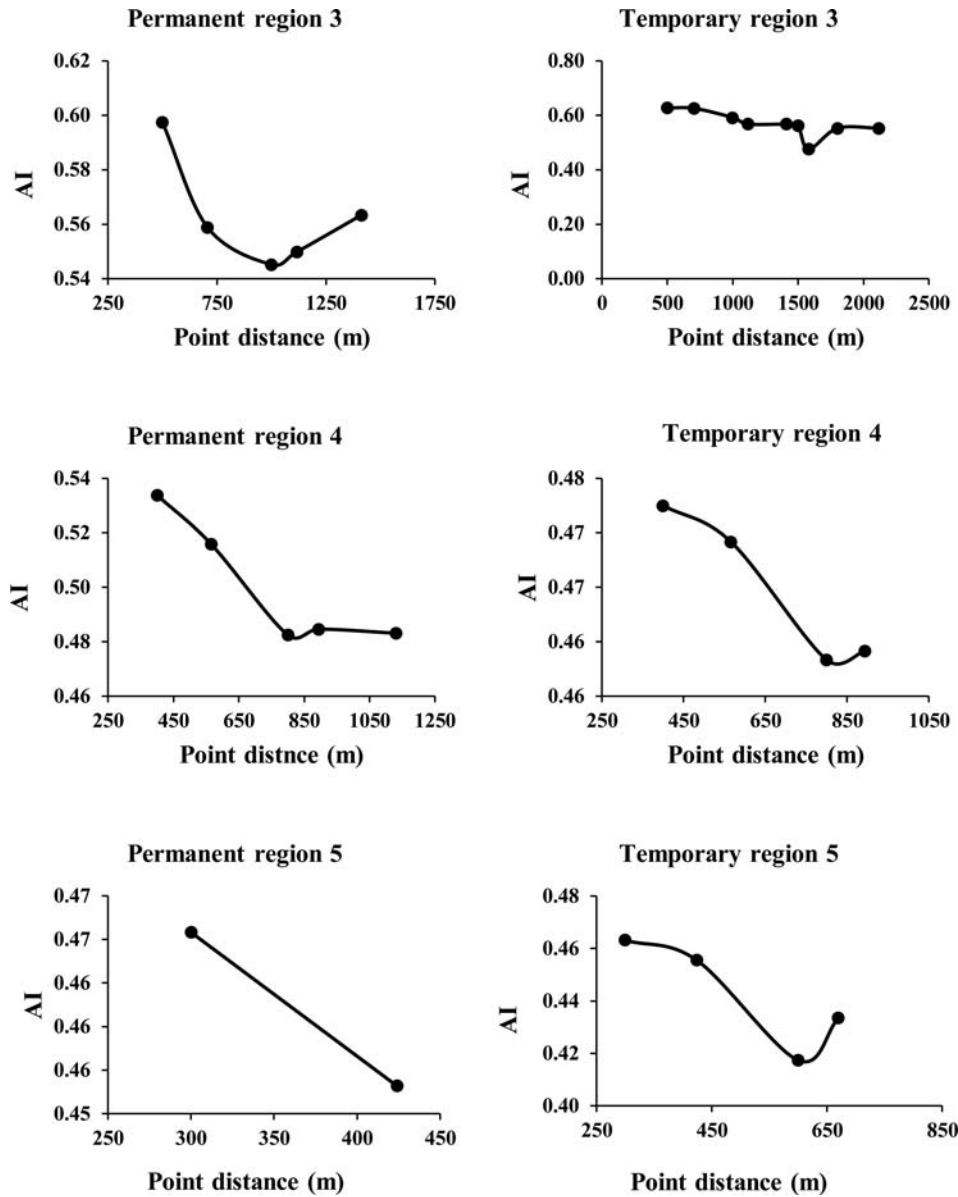 Permanent region 3
0.62
0.60
0.58
0.56
0.54
AI
250 750 1250 1750
Point distance (m)
Temporary region 3
0.80
0.60
0.40
0.20
0.00
AI
0 500 1000 1500 2000 2500
Point distance (m)
Permanent region 4
0.54
0.52
0.50
0.48
0.46
AI
250 450 650 850 1050 1250
Point distnce (m)
Temporary region 4
0.48
0.47
0.47
0.46
0.46
AI
250 450 650 850 1050
Point distance (m)
Permanent region 5
0.47
0.47
0.46
0.46
0.46
0.45
AI
250 300 350 400 450
Point distance (m)
Temporary region 5
0.48
0.46
0.44
0.42
0.40
AI
250 450 650 850
Point distance (m)